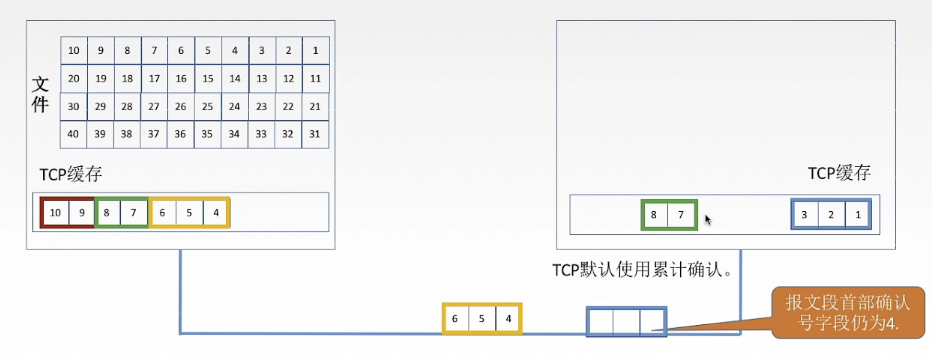 文件
10 9 8 7 6 5 4 3 2 1
20 19 18 17 16 15 14 13 12 11
30 29 28 27 26 25 24 23 22 21
40 39 38 37 36 35 34 33 32 31
TCP缓存
10 9 8 7 6 5 4
TCP缓存
8 7 3 2 1
TCP默认使用累计确认。
6 5 4
报文段首部确认
号字段仍为4.